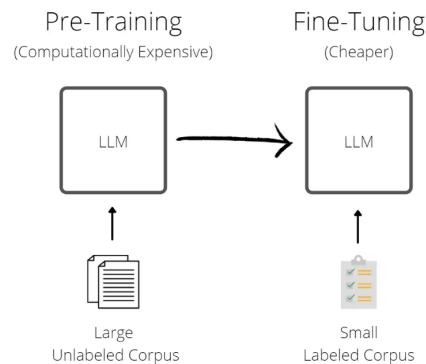 Pre-Training
(Computationally Expensive)
LLM
Large
Unlabeled Corpus
Fine-Tuning
(Cheaper)
LLM
Small
Labeled Corpus